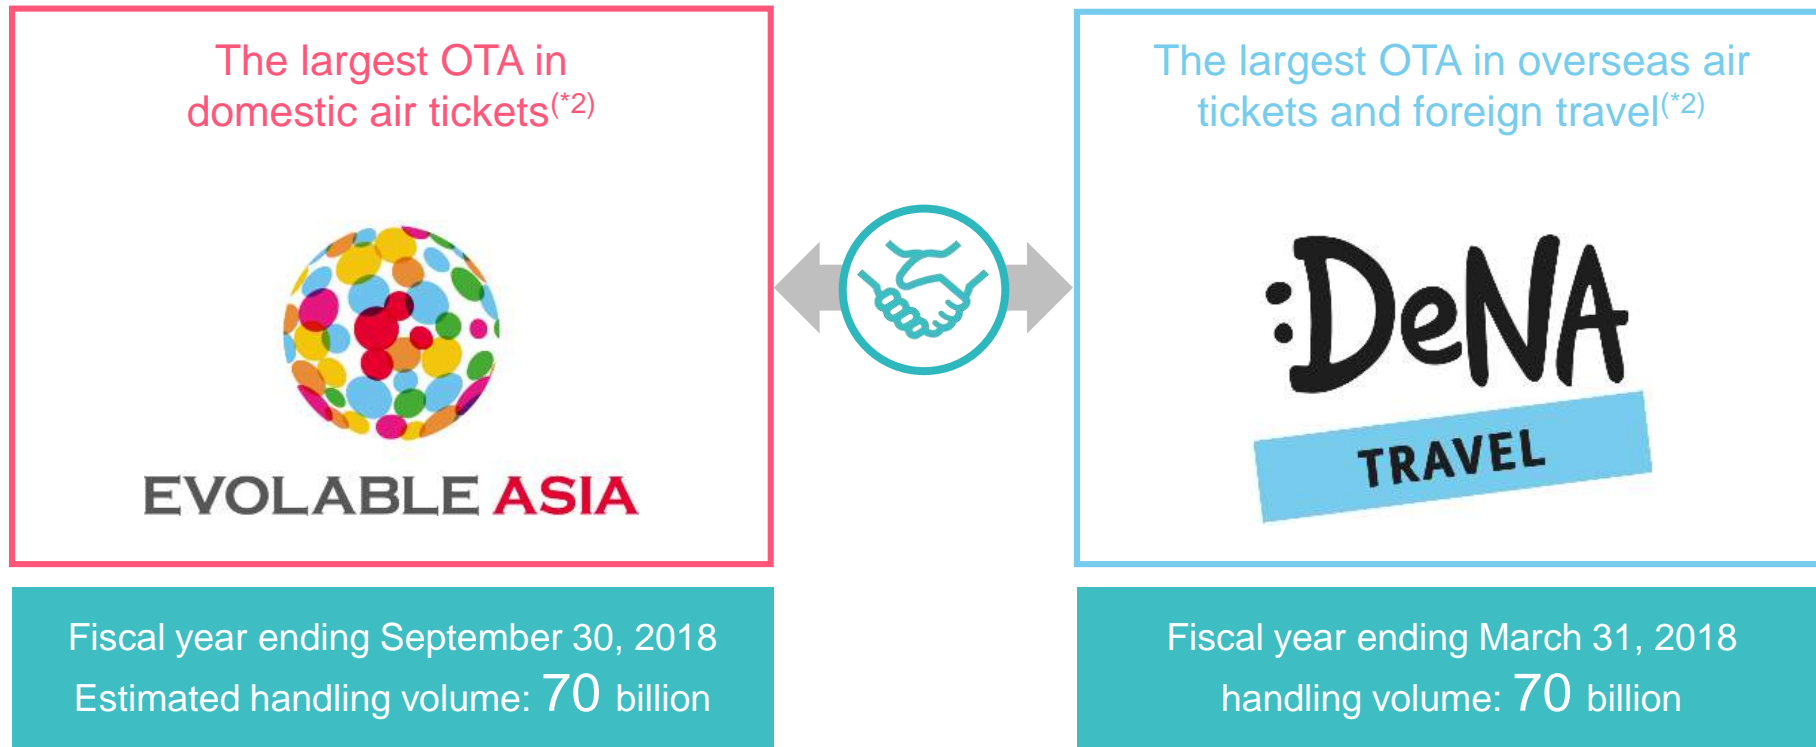 The largest OTA in
domestic air tickets(*2)
EVOLABLE ASIA
Fiscal year ending September 30, 2018
Estimated handling volume: 70 billion
The largest OTA in overseas air
tickets and foreign travel(*2)
:DeNA
TRAVEL
Fiscal year ending March 31, 2018
handling volume: 70 billion